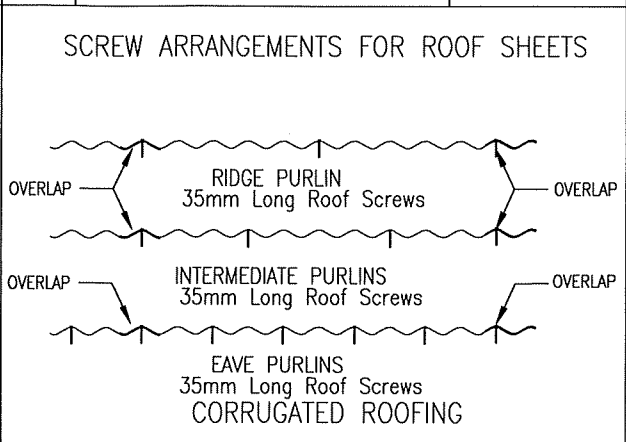 SCREW ARRANGEMENTS FOR ROOF SHEETS
OVERLAP
RIDGE PURLIN
35mm Long Roof Screws
OVERLAP
OVERLAP
INTERMEDIATE PURLINS
35mm Long Roof Screws
OVERLAP
EAVE PURLINS
35mm Long Roof Screws
CORRUGATED ROOFING